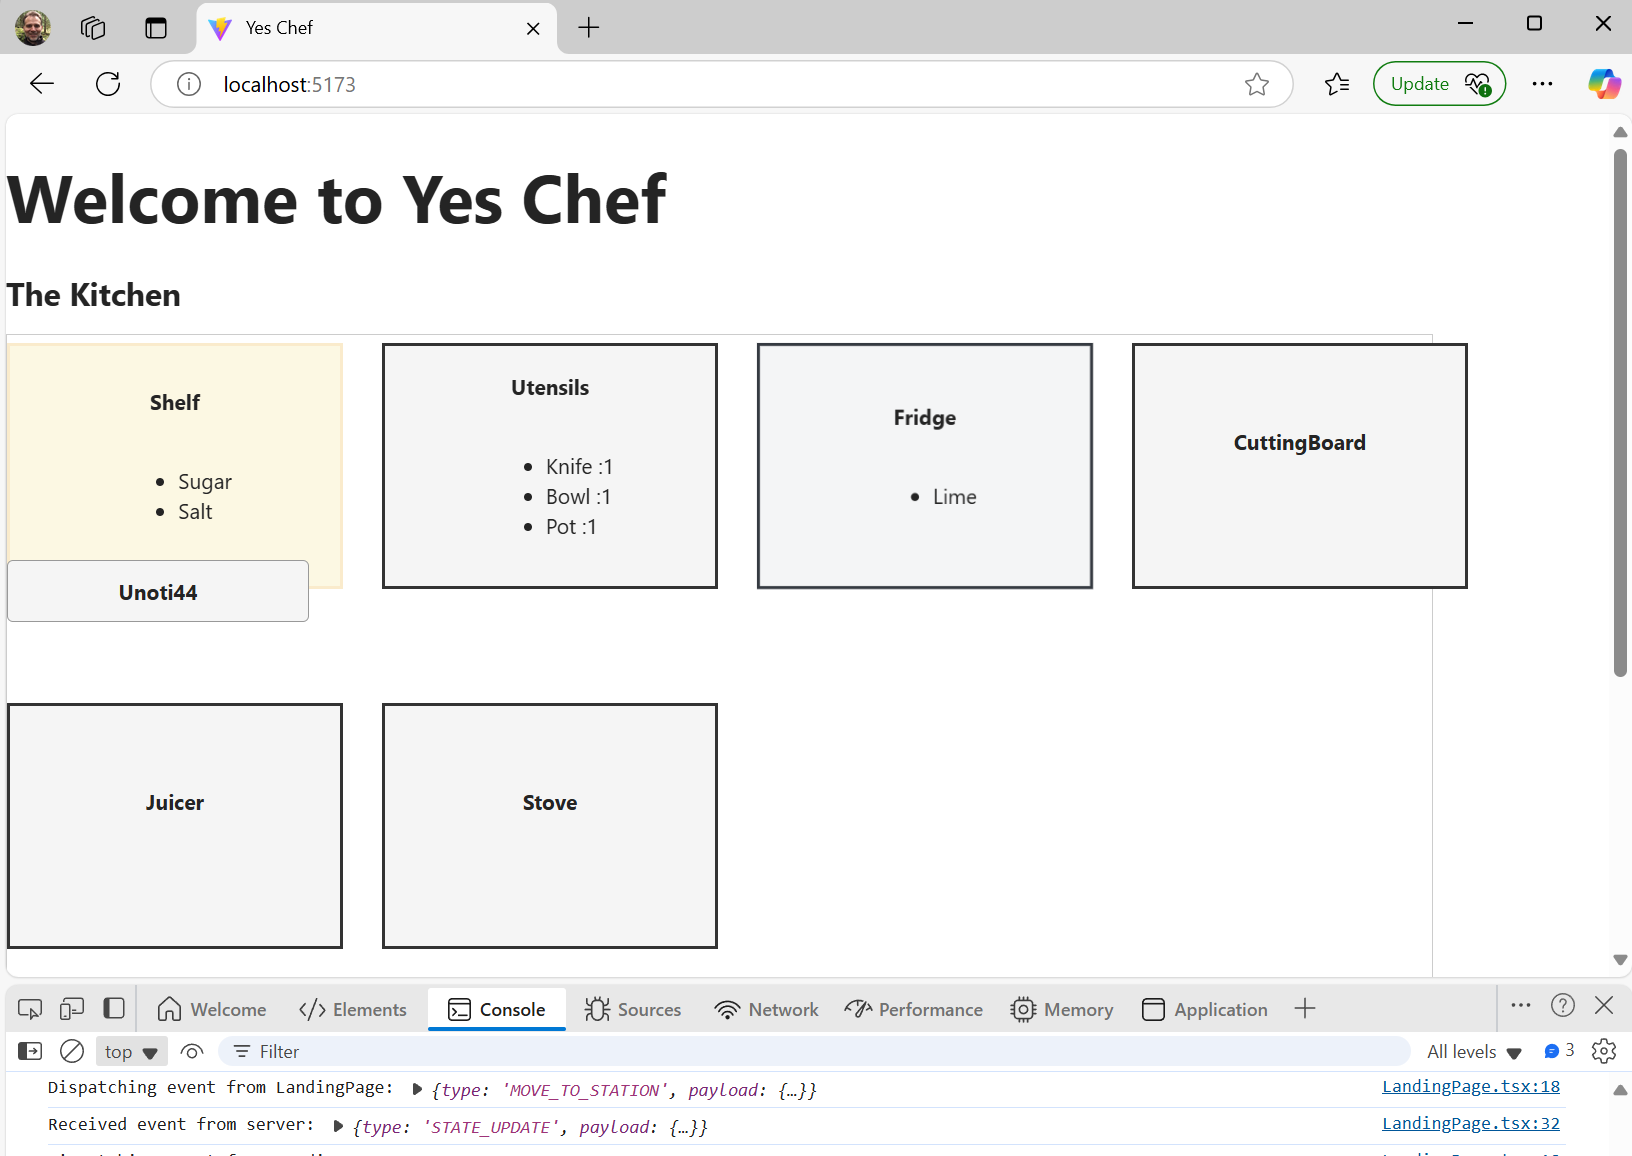 Yes Chef
localhost:5173
Update
Welcome to Yes Chef
The Kitchen
Shelf
Sugar
Salt
Utensils
Knife :1
Bowl :1
Pot :1
Fridge
Lime
CuttingBoard
Unoti44
Juicer
Stove
Welcome
Elements
Console
Sources
Network
Performance
Memory
Application
top
Filter
All levels
3
Dispatching event from LandingPage: ▶ {type: 'MOVE_TO_STATION', payload: {…}} LandingPage.tsx:18
Received event from server: ▶ {type: 'STATE_UPDATE', payload: {…}} LandingPage.tsx:32